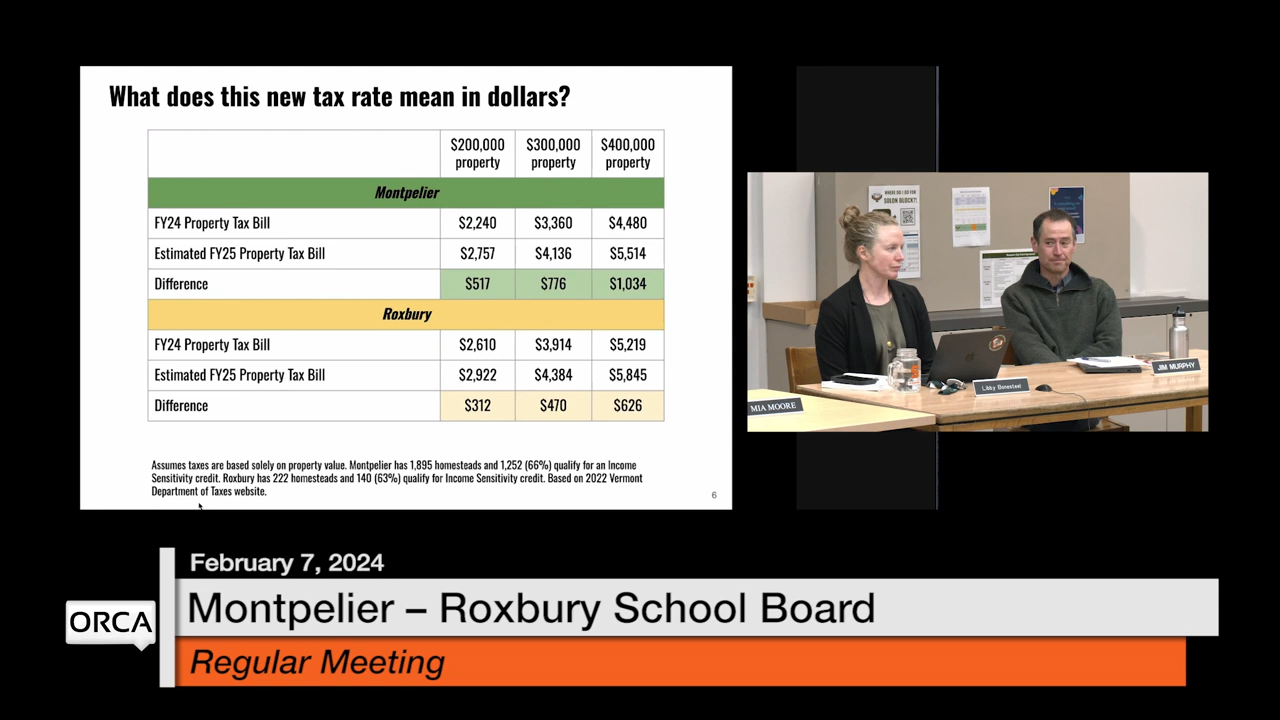 What does this new tax rate mean in dollars?
$200,000 property $300,000 property $400,000 property
Montpelier
FY24 Property Tax Bill $2,240 $3,360 $4,480
Estimated FY25 Property Tax Bill $2,757 $4,136 $5,514
Difference $517 $776 $1,034
Roxbury
FY24 Property Tax Bill $2,610 $3,914 $5,219
Estimated FY25 Property Tax Bill $2,922 $4,384 $5,845
Difference $312 $470 $626
Assumes taxes are based solely on property value. Montpelier has 1,895 homesteads and 1,252 (66%) qualify for an Income
Sensitivity credit. Roxbury has 222 homesteads and 140 (63%) qualify for Income Sensitivity credit. Based on 2022 Vermont
Department of Taxes website.
6
WHERE DO I GO FOR
SOLON BLOCK?!
MIA MOORE
Libby Bonesteel
JIM MURPHY
February 7, 2024
ORCA
Montpelier – Roxbury School Board
Regular Meeting